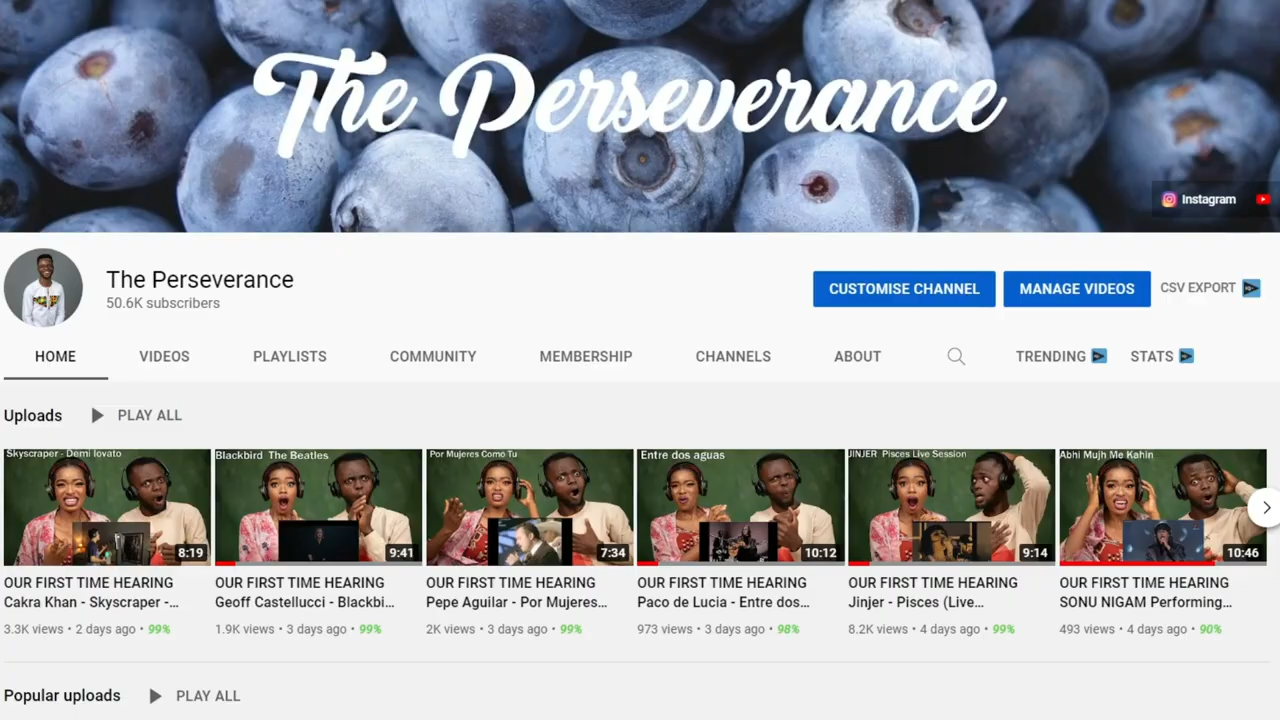 The Perseverance
Instagram
The Perseverance
50.6K subscribers
CUSTOMISE CHANNEL
MANAGE VIDEOS
CSV EXPORT
HOME
VIDEOS
PLAYLISTS
COMMUNITY
MEMBERSHIP
CHANNELS
ABOUT
TRENDING
STATS
Uploads
PLAY ALL
Skyscraper - Demi lovato
8:19
OUR FIRST TIME HEARING
Cakra Khan - Skyscraper -...
3.3K views • 2 days ago • 99%
Blackbird The Beatles
9:41
OUR FIRST TIME HEARING
Geoff Castellucci - Blackbi...
1.9K views • 3 days ago • 99%
Por Mujeres Como Tu
7:34
OUR FIRST TIME HEARING
Pepe Aguilar - Por Mujeres...
2K views • 3 days ago • 99%
Entre dos aguas
10:12
OUR FIRST TIME HEARING
Paco de Lucia - Entre dos...
973 views • 3 days ago • 98%
JINJER Pisces Live Session
9:14
OUR FIRST TIME HEARING
Jinjer - Pisces (Live...
8.2K views • 4 days ago • 99%
Abhi Mujh Me Kahin
10:46
OUR FIRST TIME HEARING
SONU NIGAM Performing...
493 views • 4 days ago • 90%
Popular uploads
PLAY ALL